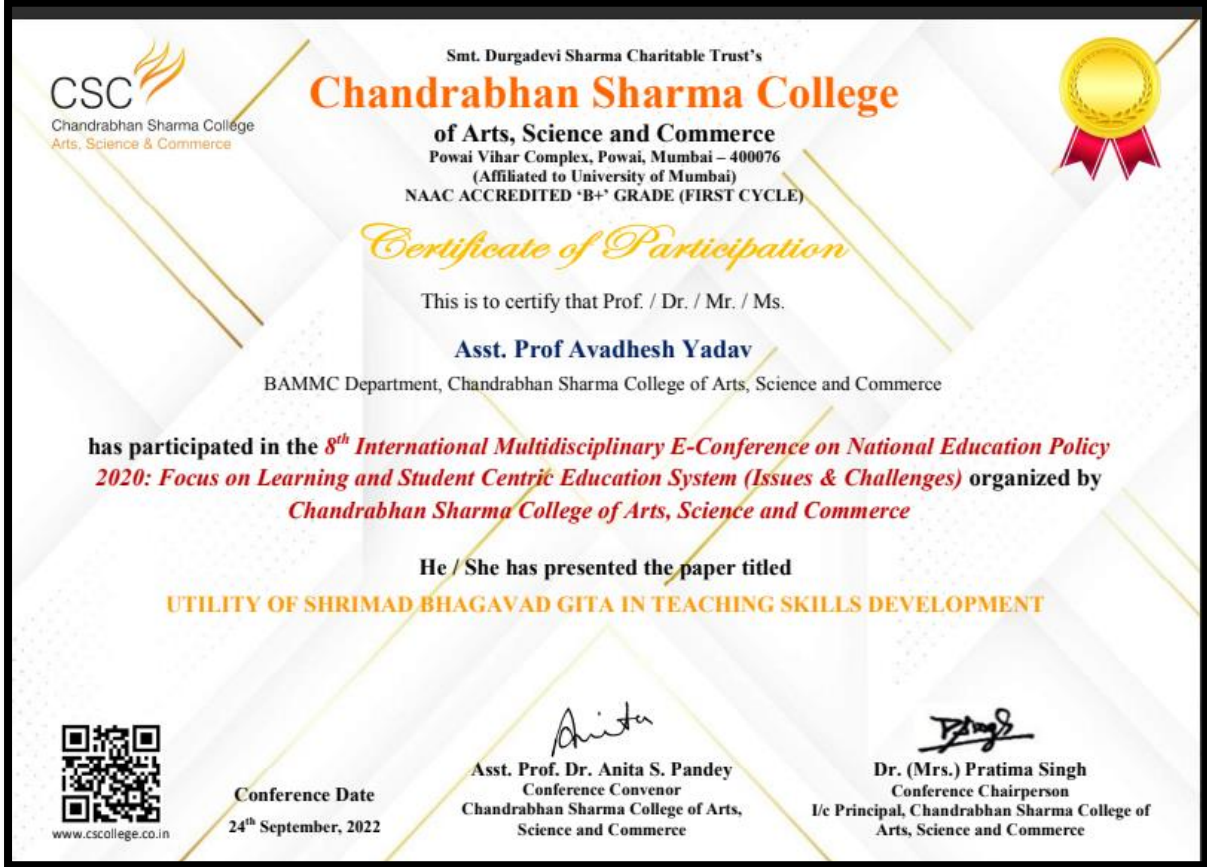 CSC
Chandrabhan Sharma College
Arts, Science & Commerce
Smt. Durgadevi Sharma Charitable Trust's
Chandrabhan Sharma College
of Arts, Science and Commerce
Powai Vihar Complex, Powai, Mumbai – 400076
(Affiliated to University of Mumbai)
NAAC ACCREDITED ‘B+’ GRADE (FIRST CYCLE)
Certificate of Participation
This is to certify that Prof. / Dr. / Mr. / Ms.
Asst. Prof Avadhesh Yadav
BAMMC Department, Chandrabhan Sharma College of Arts, Science and Commerce
has participated in the 8th International Multidisciplinary E-Conference on National Education Policy
2020: Focus on Learning and Student Centric Education System (Issues & Challenges) organized by
Chandrabhan Sharma College of Arts, Science and Commerce
He / She has presented the paper titled
UTILITY OF SHRIMAD BHAGAVAD GITA IN TEACHING SKILLS DEVELOPMENT
www.cscollege.co.in
Conference Date
24th September, 2022
Anita
Asst. Prof. Dr. Anita S. Pandey
Conference Convenor
Chandrabhan Sharma College of Arts,
Science and Commerce
Dr. (Mrs.) Pratima Singh
Conference Chairperson
I/c Principal, Chandrabhan Sharma College of
Arts, Science and Commerce